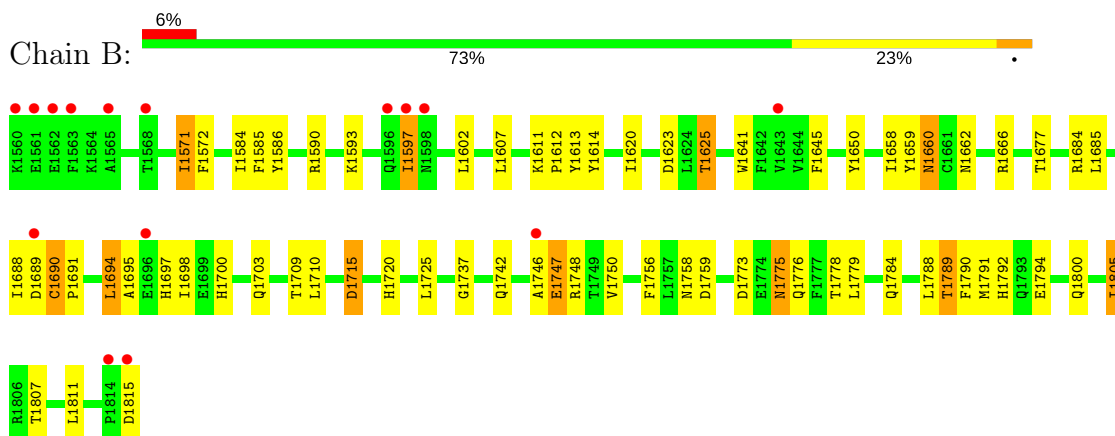 6%
Chain B:
73% 23% •
K1560 E1561 E1562 F1563 K1564 A1565 T1568 I1571 F1572 I1584 F1585 Y1586 R1590 K1593 Q1596 I1597 N1598 L1602 L1607 K1611 P1612 Y1613 Y1614 I1620 D1623 L1624 T1625 W1641 F1642 V1643 V1644 F1645 Y1650 I1658 Y1659 N1660 C1661 N1662 R1666 T1677 R1684 L1685
I1688 D1689 C1690 P1691 L1694 A1695 E1696 H1697 I1698 E1699 H1700 Q1703 T1709 L1710 D1715 H1720 L1725 G1737 Q1742 A1746 E1747 R1748 T1749 V1750 F1756 L1757 N1758 D1759 D1773 E1774 N1775 Q1776 F1777 T1778 L1779 Q1784 L1788 T1789 F1790 M1791 H1792 Q1793 E1794 Q1800 I1805
R1806 T1807 L1811 P1814 D1815